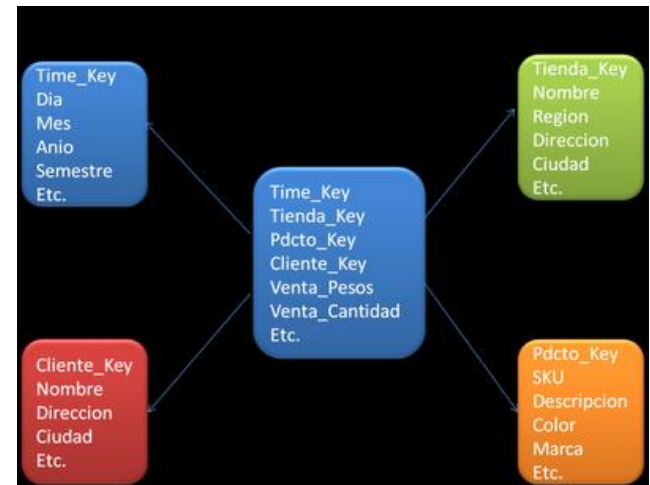 Time_Key
Dia
Mes
Anio
Semestre
Etc.
Tienda_Key
Nombre
Region
Direccion
Ciudad
Etc.
Time_Key
Tienda_Key
Pdcto_Key
Cliente_Key
Venta_Pesos
Venta_Cantidad
Etc.
Cliente_Key
Nombre
Direccion
Ciudad
Etc.
Pdcto_Key
SKU
Descripcion
Color
Marca
Etc.